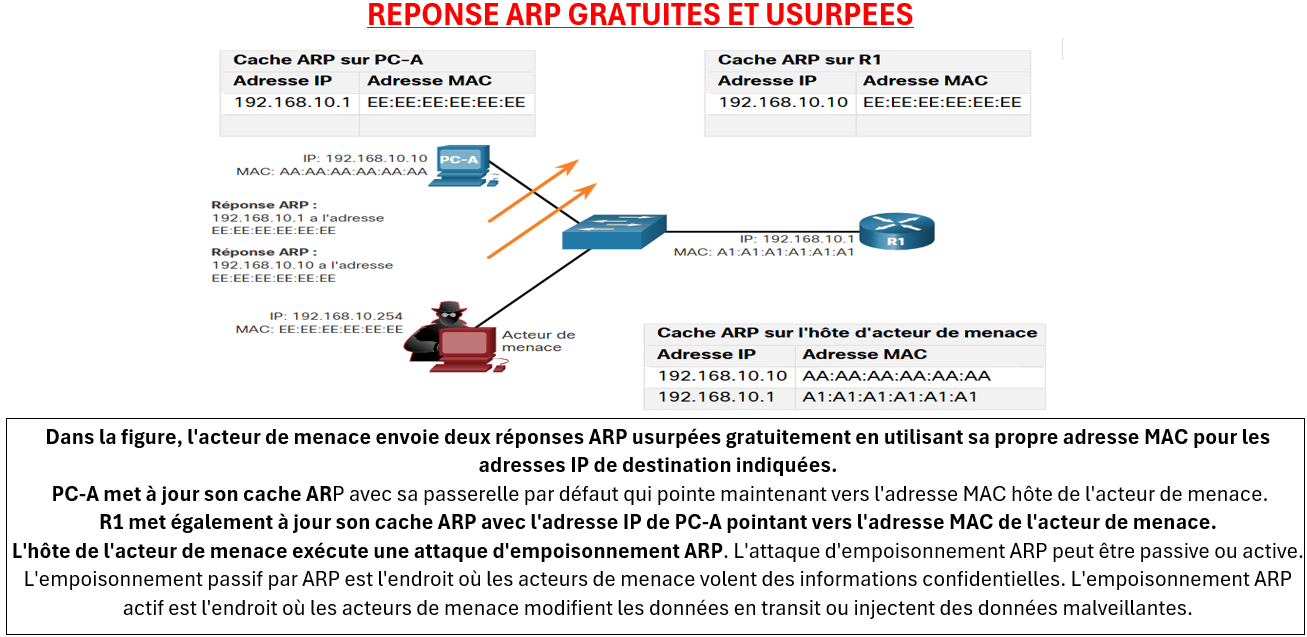 REPONSE ARP GRATUITES ET USURPEES
Cache ARP sur PC-A
Adresse IP Adresse MAC
192.168.10.1 EE:EE:EE:EE:EE:EE
Cache ARP sur R1
Adresse IP Adresse MAC
192.168.10.10 EE:EE:EE:EE:EE:EE
IP: 192.168.10.10
MAC: AA:AA:AA:AA:AA:AA
PC-A
Réponse ARP :
192.168.10.1 a l'adresse
EE:EE:EE:EE:EE:EE
Réponse ARP :
192.168.10.10 a l'adresse
EE:EE:EE:EE:EE:EE
IP: 192.168.10.1
MAC: A1:A1:A1:A1:A1:A1
R1
IP: 192.168.10.254
MAC: EE:EE:EE:EE:EE:EE
Acteur de
menace
Cache ARP sur l'hôte d'acteur de menace
Adresse IP Adresse MAC
192.168.10.10 AA:AA:AA:AA:AA:AA
192.168.10.1 A1:A1:A1:A1:A1:A1
Dans la figure, l'acteur de menace envoie deux réponses ARP usurpées gratuitement en utilisant sa propre adresse MAC pour les
adresses IP de destination indiquées.
PC-A met à jour son cache ARP avec sa passerelle par défaut qui pointe maintenant vers l'adresse MAC hôte de l'acteur de menace.
R1 met également à jour son cache ARP avec l'adresse IP de PC-A pointant vers l'adresse MAC de l'acteur de menace.
L'hôte de l'acteur de menace exécute une attaque d'empoisonnement ARP. L'attaque d'empoisonnement ARP peut être passive ou active.
L'empoisonnement passif par ARP est l'endroit où les acteurs de menace volent des informations confidentielles. L'empoisonnement ARP
actif est l'endroit où les acteurs de menace modifient les données en transit ou injectent des données malveillantes.